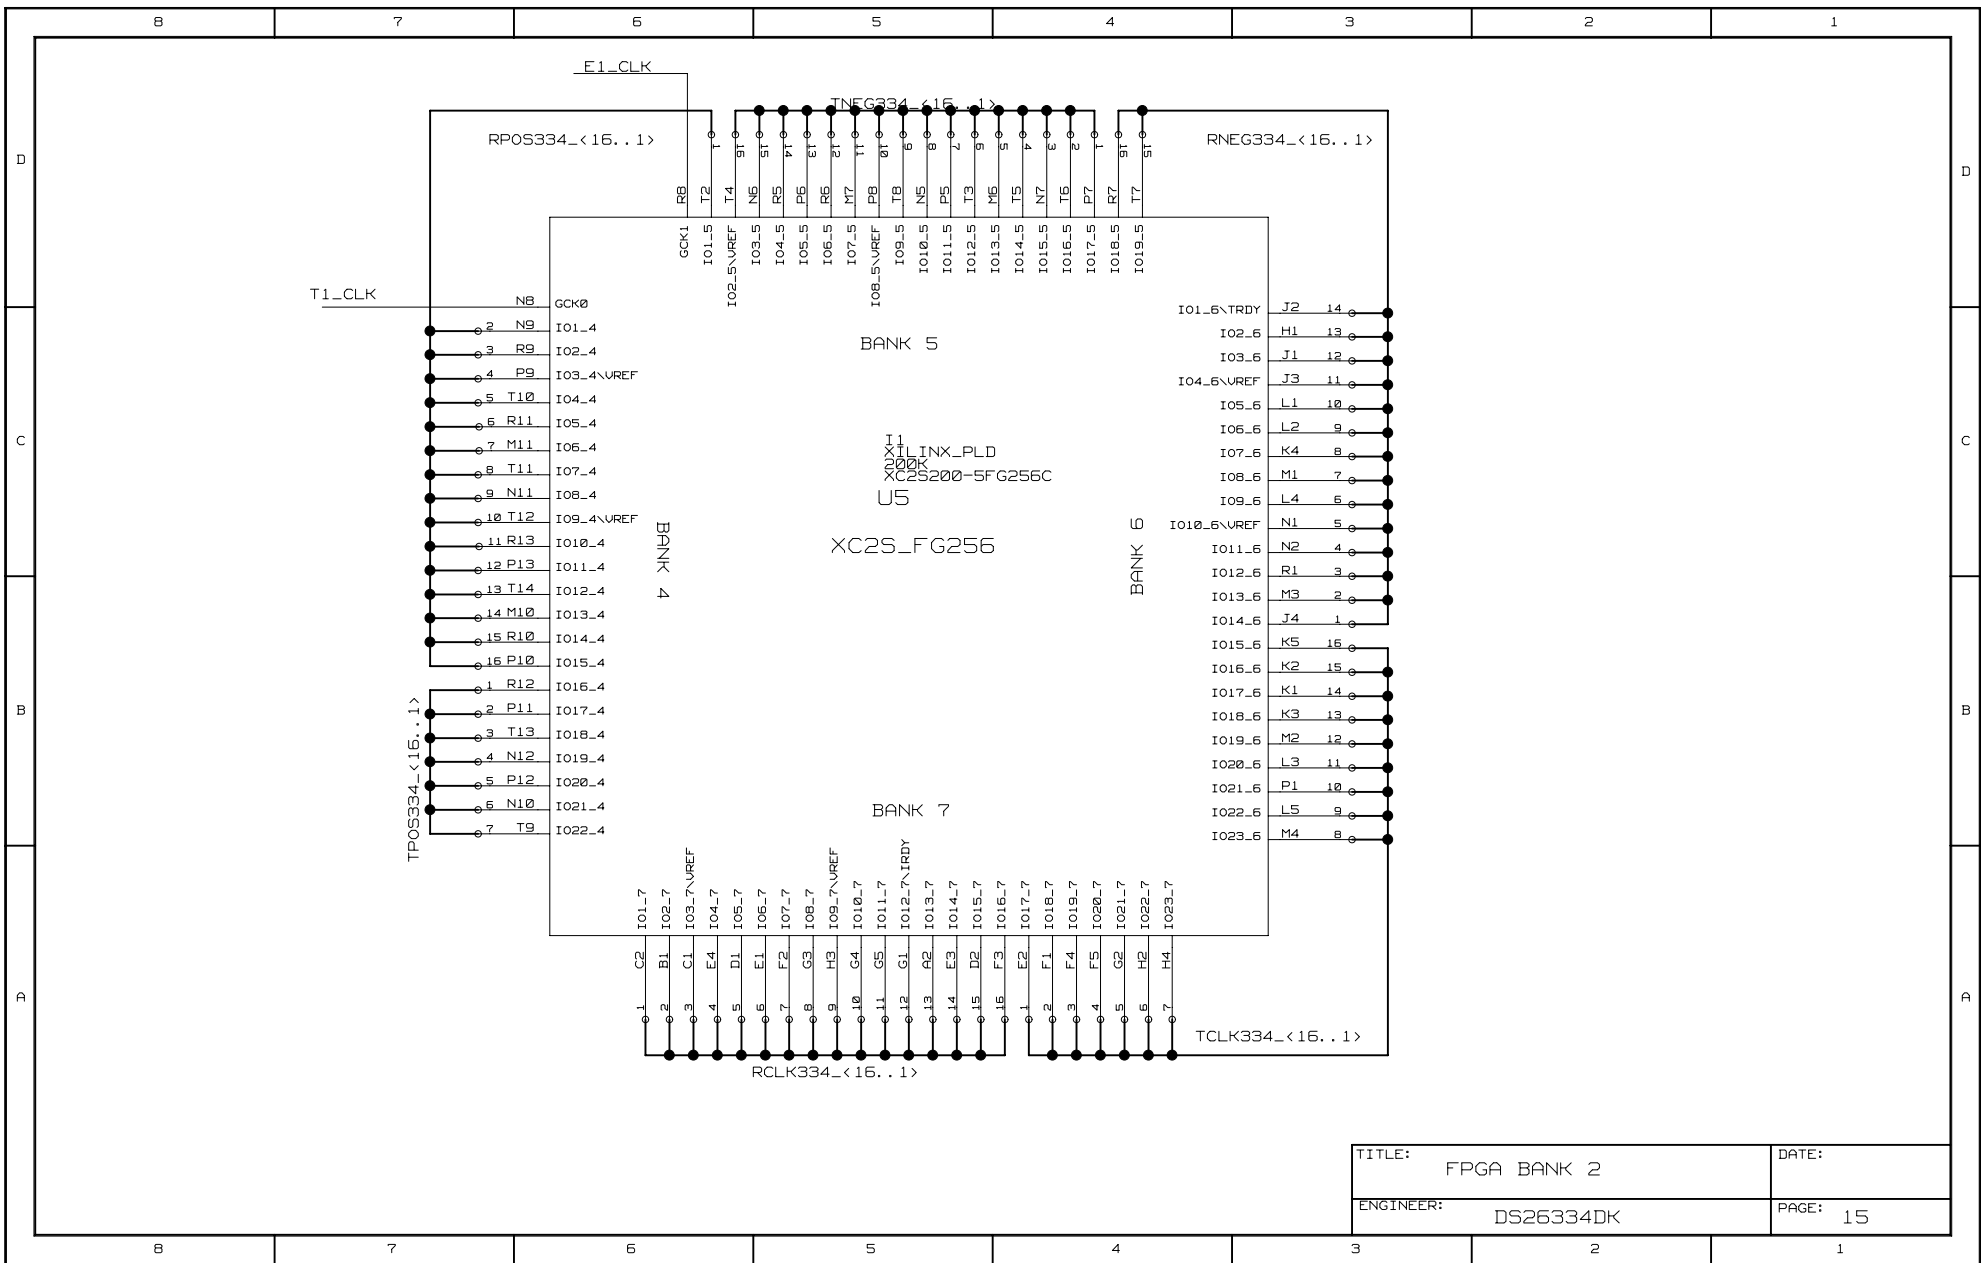 8 7 6 5 4 3 2 1
E1_CLK
TNEG334_<16..1>
RPOS334_<16..1>
RNEG334_<16..1>
D D
1 16 15 14 13 12 11 10 9 8 7 6 5 4 3 2 1 16 15
R8 T2 T4 N6 R5 P6 R6 M7 P8 T8 N5 P5 T3 M6 T5 N7 T6 P7 R7 T7
GCK1 IO1_5 IO2_5\VREF IO3_5 IO4_5 IO5_5 IO6_5 IO7_5 IO8_5\VREF IO9_5 IO10_5 IO11_5 IO12_5 IO13_5 IO14_5 IO15_5 IO16_5 IO17_5 IO18_5 IO19_5
T1_CLK
N8 GCK0
2 N9 IO1_4
3 R9 IO2_4
4 P9 IO3_4\VREF
5 T10 IO4_4
6 R11 IO5_4
7 M11 IO6_4
8 T11 IO7_4
9 N11 IO8_4
10 T12 IO9_4\VREF
11 R13 IO10_4
12 P13 IO11_4
13 T14 IO12_4
14 M10 IO13_4
15 R10 IO14_4
16 P10 IO15_4
1 R12 IO16_4
2 P11 IO17_4
3 T13 IO18_4
4 N12 IO19_4
5 P12 IO20_4
6 N10 IO21_4
7 T9 IO22_4
TPOS334_<16..1>
BANK 5
I1
XILINX_PLD
200K
XC2S200-5FG256C
U5
XC2S_FG256
BANK 4
BANK 6
BANK 7
IO1_6\TRDY J2 14
IO2_6 H1 13
IO3_6 J1 12
IO4_6\VREF J3 11
IO5_6 L1 10
IO6_6 L2 9
IO7_6 K4 8
IO8_6 M1 7
IO9_6 L4 6
IO10_6\VREF N1 5
IO11_6 N2 4
IO12_6 R1 3
IO13_6 M3 2
IO14_6 J4 1
IO15_6 K5 16
IO16_6 K2 15
IO17_6 K1 14
IO18_6 K3 13
IO19_6 M2 12
IO20_6 L3 11
IO21_6 P1 10
IO22_6 L5 9
IO23_6 M4 8
C C
B B
IO1_7 IO2_7 IO3_7\VREF IO4_7 IO5_7 IO6_7 IO7_7 IO8_7 IO9_7\VREF IO10_7 IO11_7 IO12_7\IRDY IO13_7 IO14_7 IO15_7 IO16_7 IO17_7 IO18_7 IO19_7 IO20_7 IO21_7 IO22_7 IO23_7
C2 B1 C1 E4 D1 E1 F2 G3 H3 G4 G5 G1 A2 E3 D2 F3 E2 F1 F4 F5 G2 H2 H4
1 2 3 4 5 6 7 8 9 10 11 12 13 14 15 16 1 2 3 4 5 6 7
A A
TCLK334_<16..1>
RCLK334_<16..1>
TITLE: FPGA BANK 2
DATE:
ENGINEER: DS26334DK
PAGE: 15
8 7 6 5 4 3 2 1